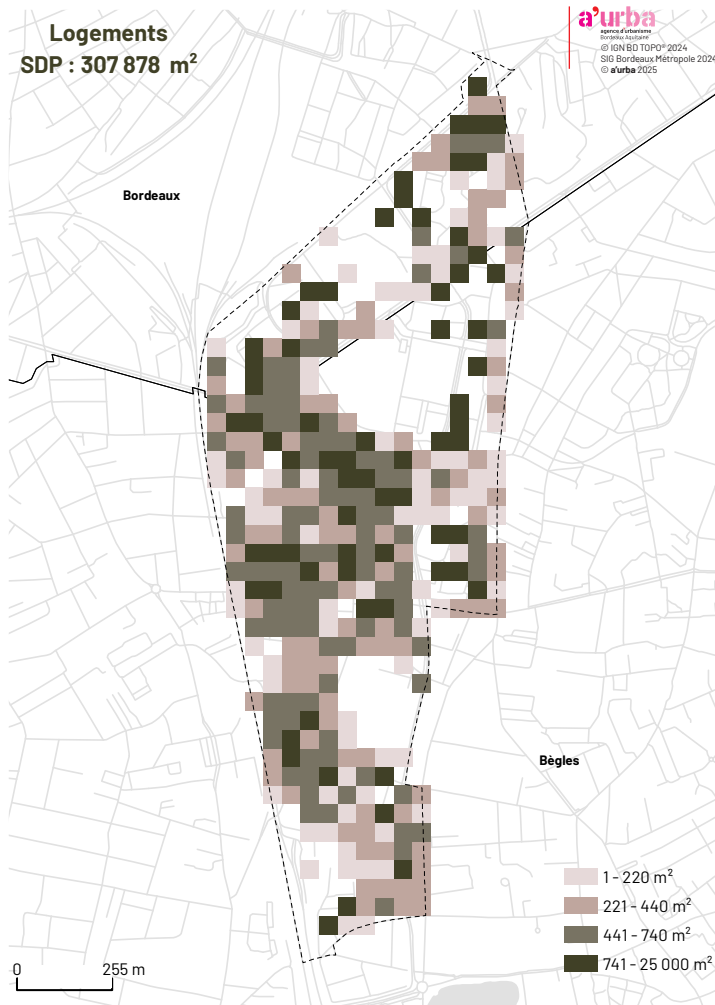 Logements
SDP : 307 878 m²
a'urba
agence d'urbanisme
Bordeaux Aquitaine
© IGN BD TOPO® 2024
SIG Bordeaux Métropole 2024
© a'urba 2025
Bordeaux
Bègles
1 - 220 m²
221 - 440 m²
441 - 740 m²
741 - 25 000 m²
0 255 m